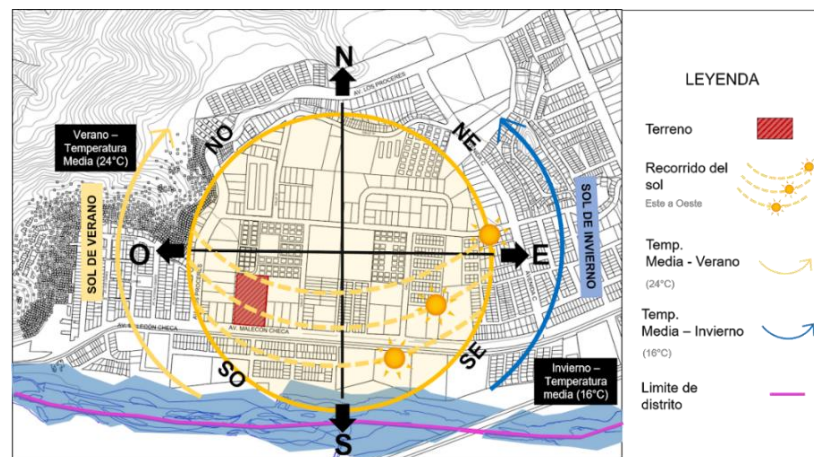 N
AV. LOS PROCERES
Verano –
Temperatura
Media (24°C)
NO
NE
SOL DE VERANO
SOL DE INVIERNO
O
E
AV. MALECON CHECA
SO
SE
Invierno –
Temperatura
media (16°C)
S
LEYENDA
Terreno
Recorrido del
sol
Este a Oeste
Temp.
Media - Verano
(24°C)
Temp.
Media – Invierno
(16°C)
Limite de
distrito